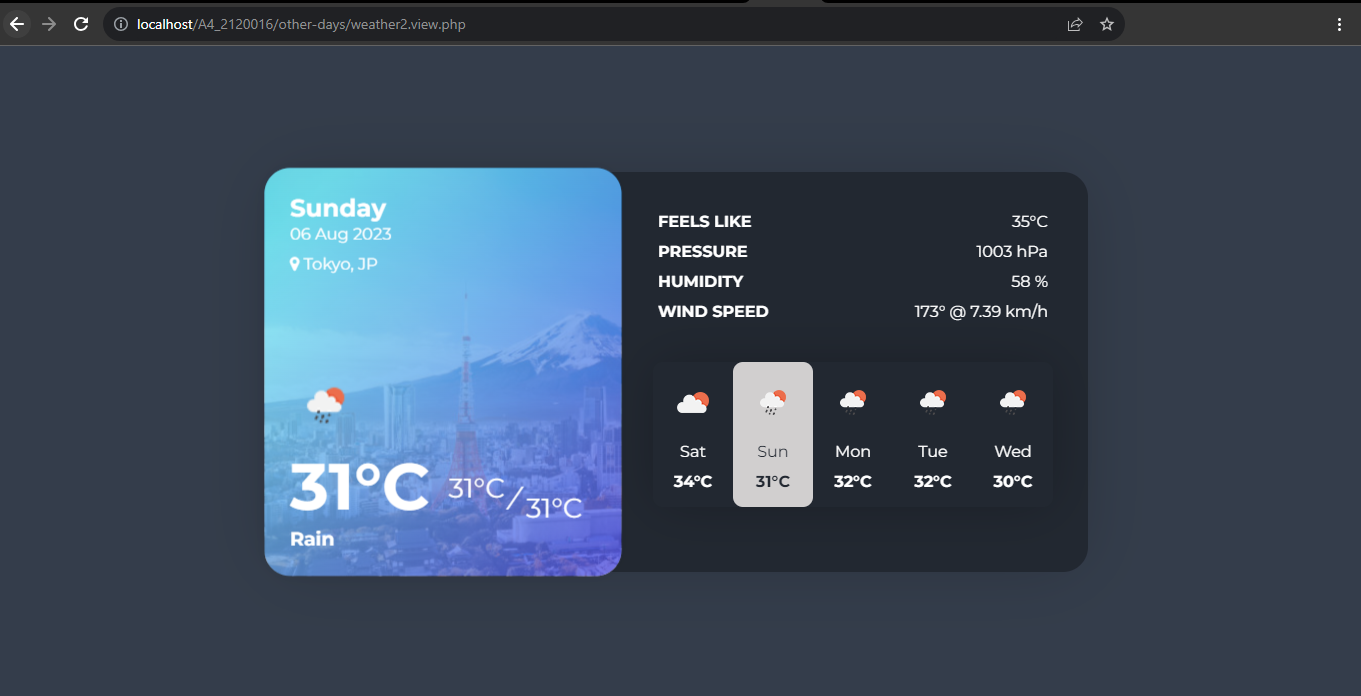 localhost/A4_2120016/other-days/weather2.view.php
Sunday
06 Aug 2023
Tokyo, JP
31°C 31°C / 31°C
Rain
FEELS LIKE 35°C
PRESSURE 1003 hPa
HUMIDITY 58 %
WIND SPEED 173° @ 7.39 km/h
Sat Sun Mon Tue Wed
34°C 31°C 32°C 32°C 30°C